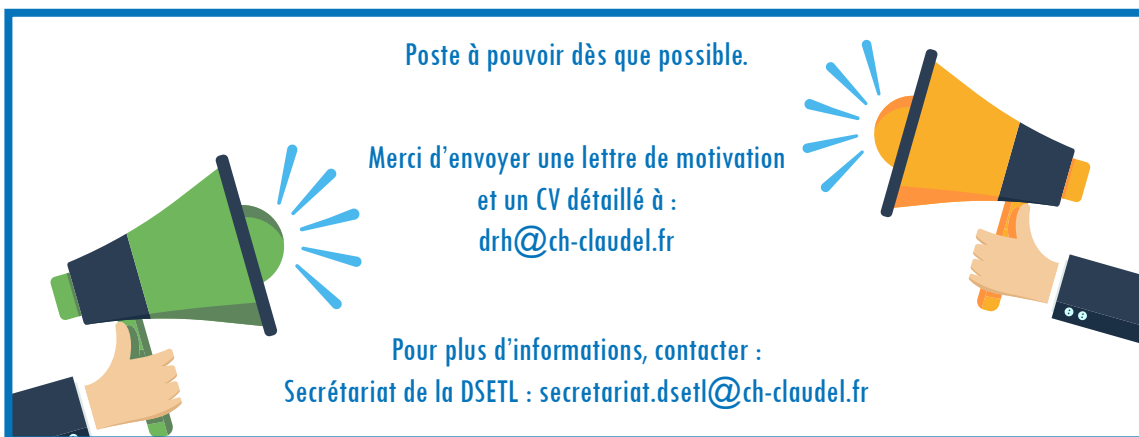 Poste à pouvoir dès que possible.
Merci d’envoyer une lettre de motivation
et un CV détaillé à :
drh@ch-claudel.fr
Pour plus d’informations, contacter :
Secrétariat de la DSETL : secretariat.dsetl@ch-claudel.fr